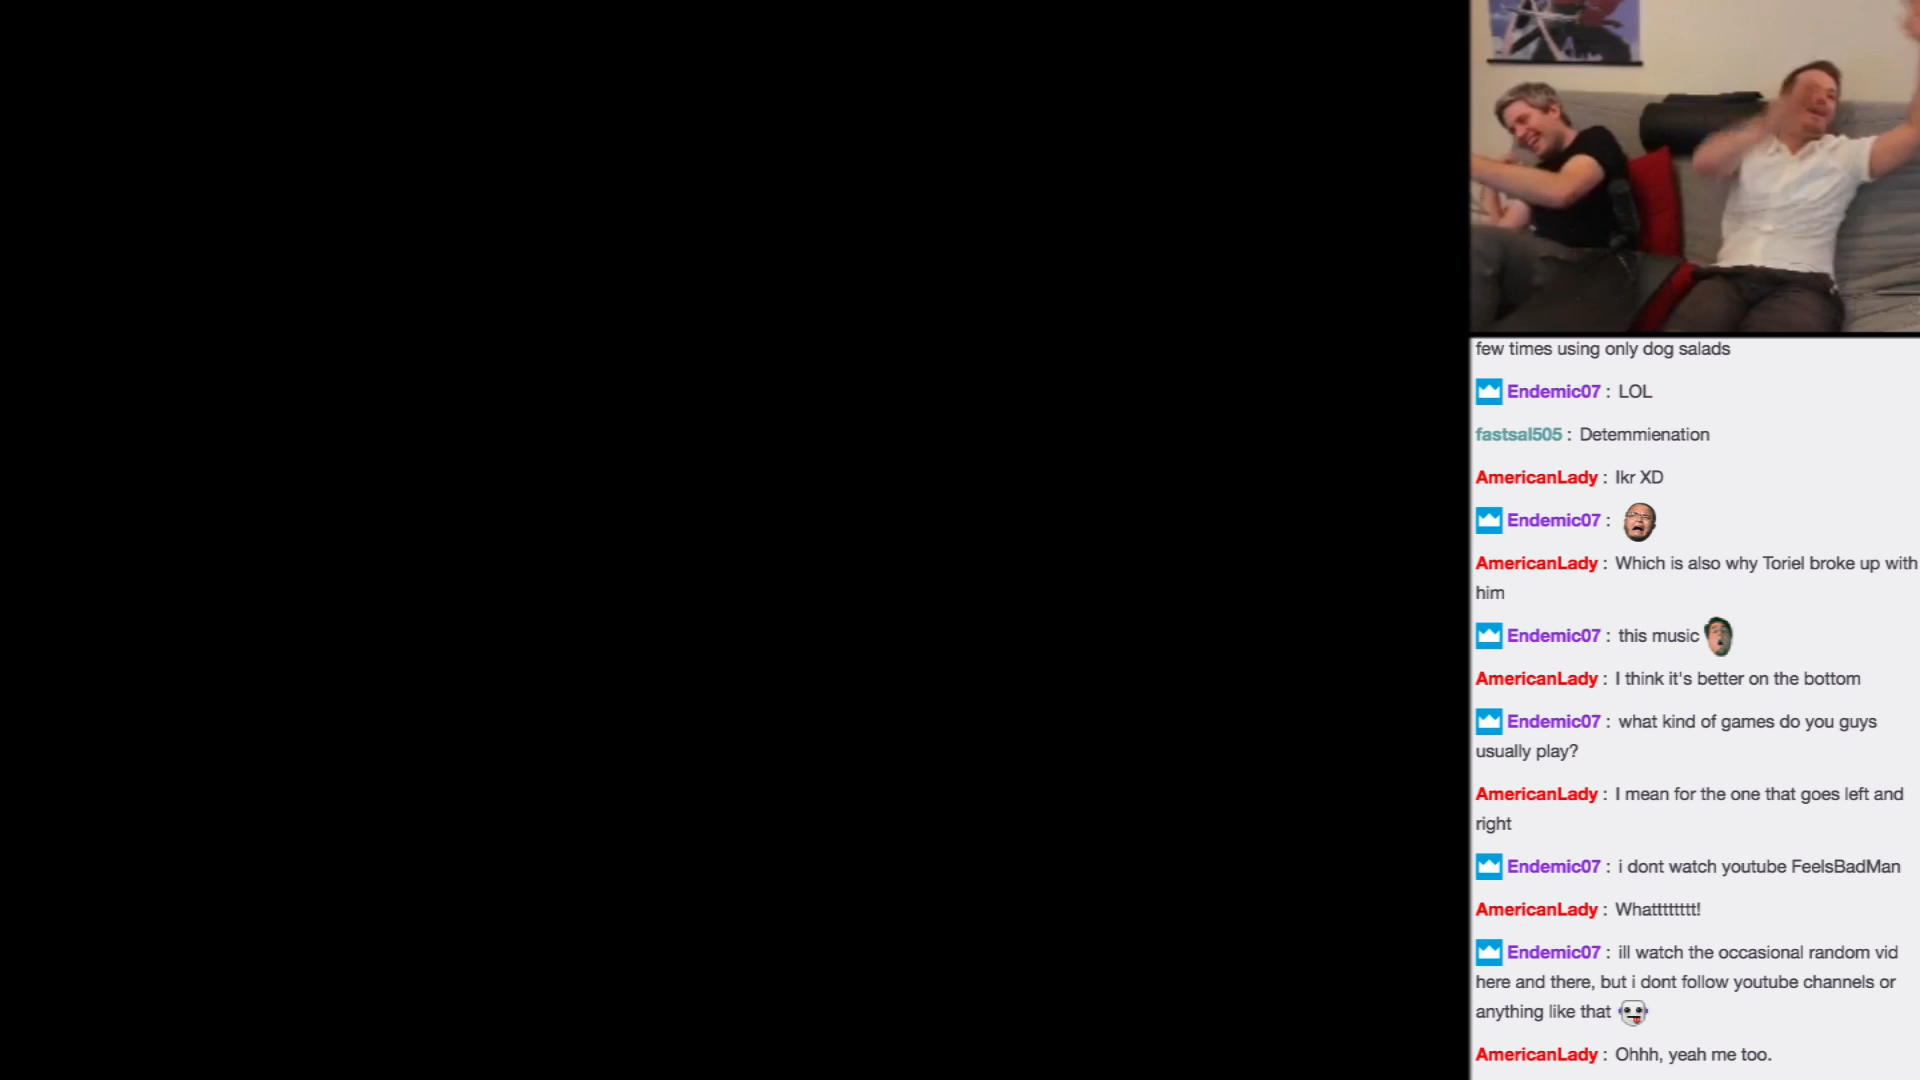 few times using only dog salads
Endemic07 : LOL
fastsal505 : Detemmienation
AmericanLady : Ikr XD
Endemic07 :
AmericanLady : Which is also why Toriel broke up with
him
Endemic07 : this music
AmericanLady : I think it's better on the bottom
Endemic07 : what kind of games do you guys
usually play?
AmericanLady : I mean for the one that goes left and
right
Endemic07 : i dont watch youtube FeelsBadMan
AmericanLady : Whatttttttt!
Endemic07 : ill watch the occasional random vid
here and there, but i dont follow youtube channels or
anything like that
AmericanLady : Ohhh, yeah me too.